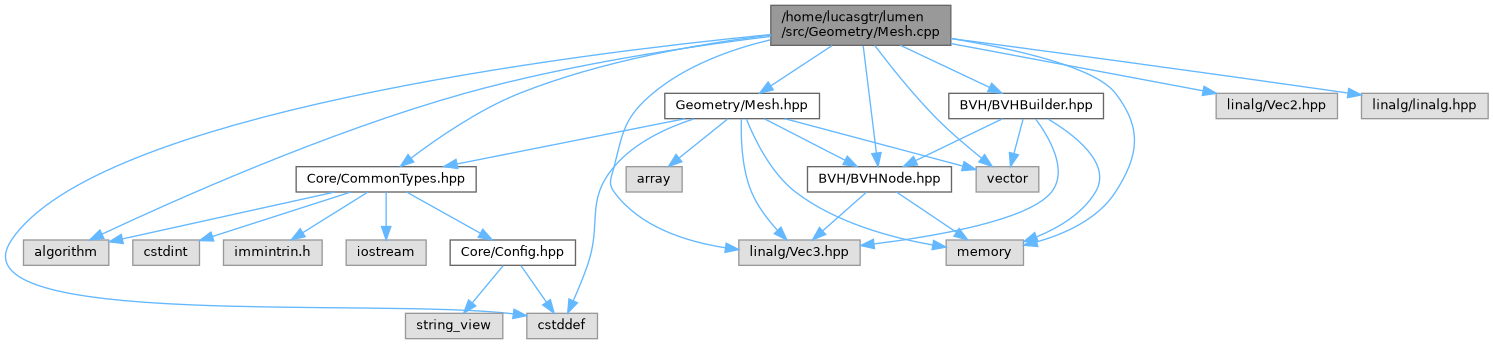 /home/lucasgtr/lumen
/src/Geometry/Mesh.cpp
Geometry/Mesh.hpp
BVH/BVHBuilder.hpp
linalg/Vec2.hpp
linalg/linalg.hpp
Core/CommonTypes.hpp
array
BVH/BVHNode.hpp
vector
algorithm
cstdint
immintrin.h
iostream
Core/Config.hpp
linalg/Vec3.hpp
memory
string_view
cstddef